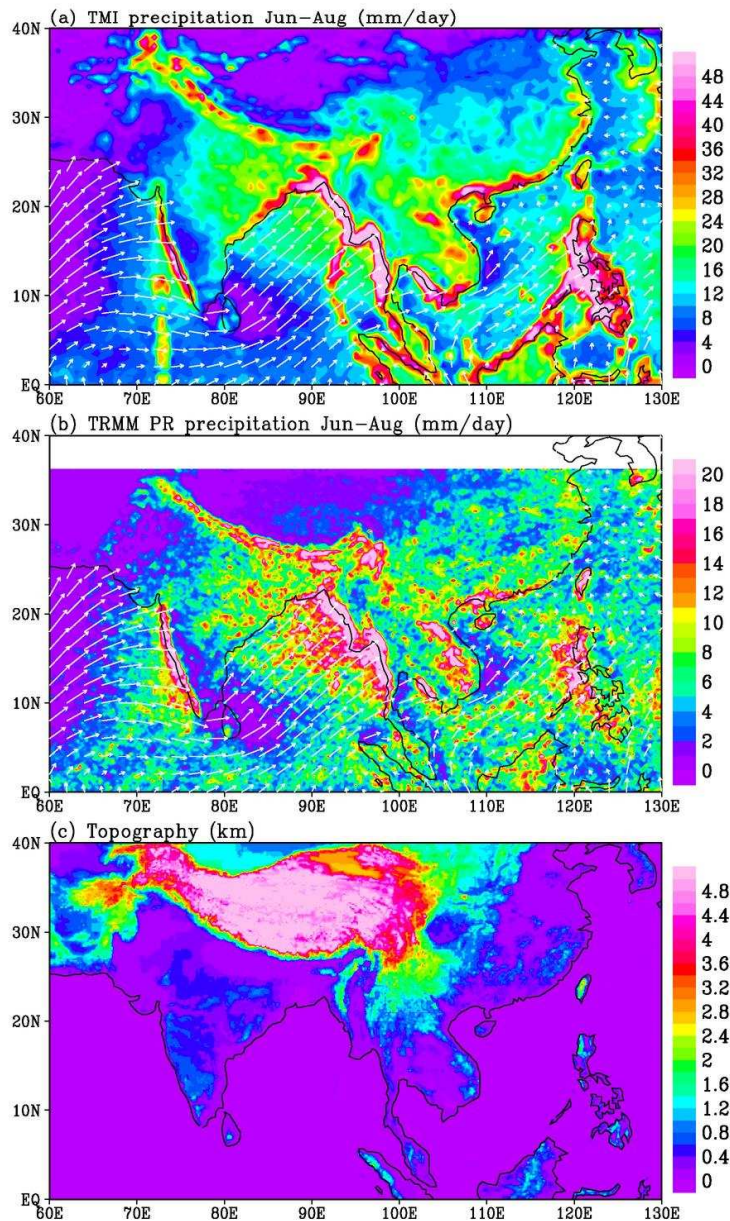 (a) TMI precipitation Jun-Aug (mm/day)
40N
30N
20N
10N
EQ
60E 70E 80E 90E 100E 110E 120E 130E
48
44
40
36
32
28
24
20
16
12
8
4
0
(b) TRMM PR precipitation Jun-Aug (mm/day)
40N
30N
20N
10N
EQ
60E 70E 80E 90E 100E 110E 120E 130E
20
18
16
14
12
10
8
6
4
2
0
(c) Topography (km)
40N
30N
20N
10N
EQ
60E 70E 80E 90E 100E 110E 120E 130E
4.8
4.4
4
3.6
3.2
2.8
2.4
2
1.6
1.2
0.8
0.4
0